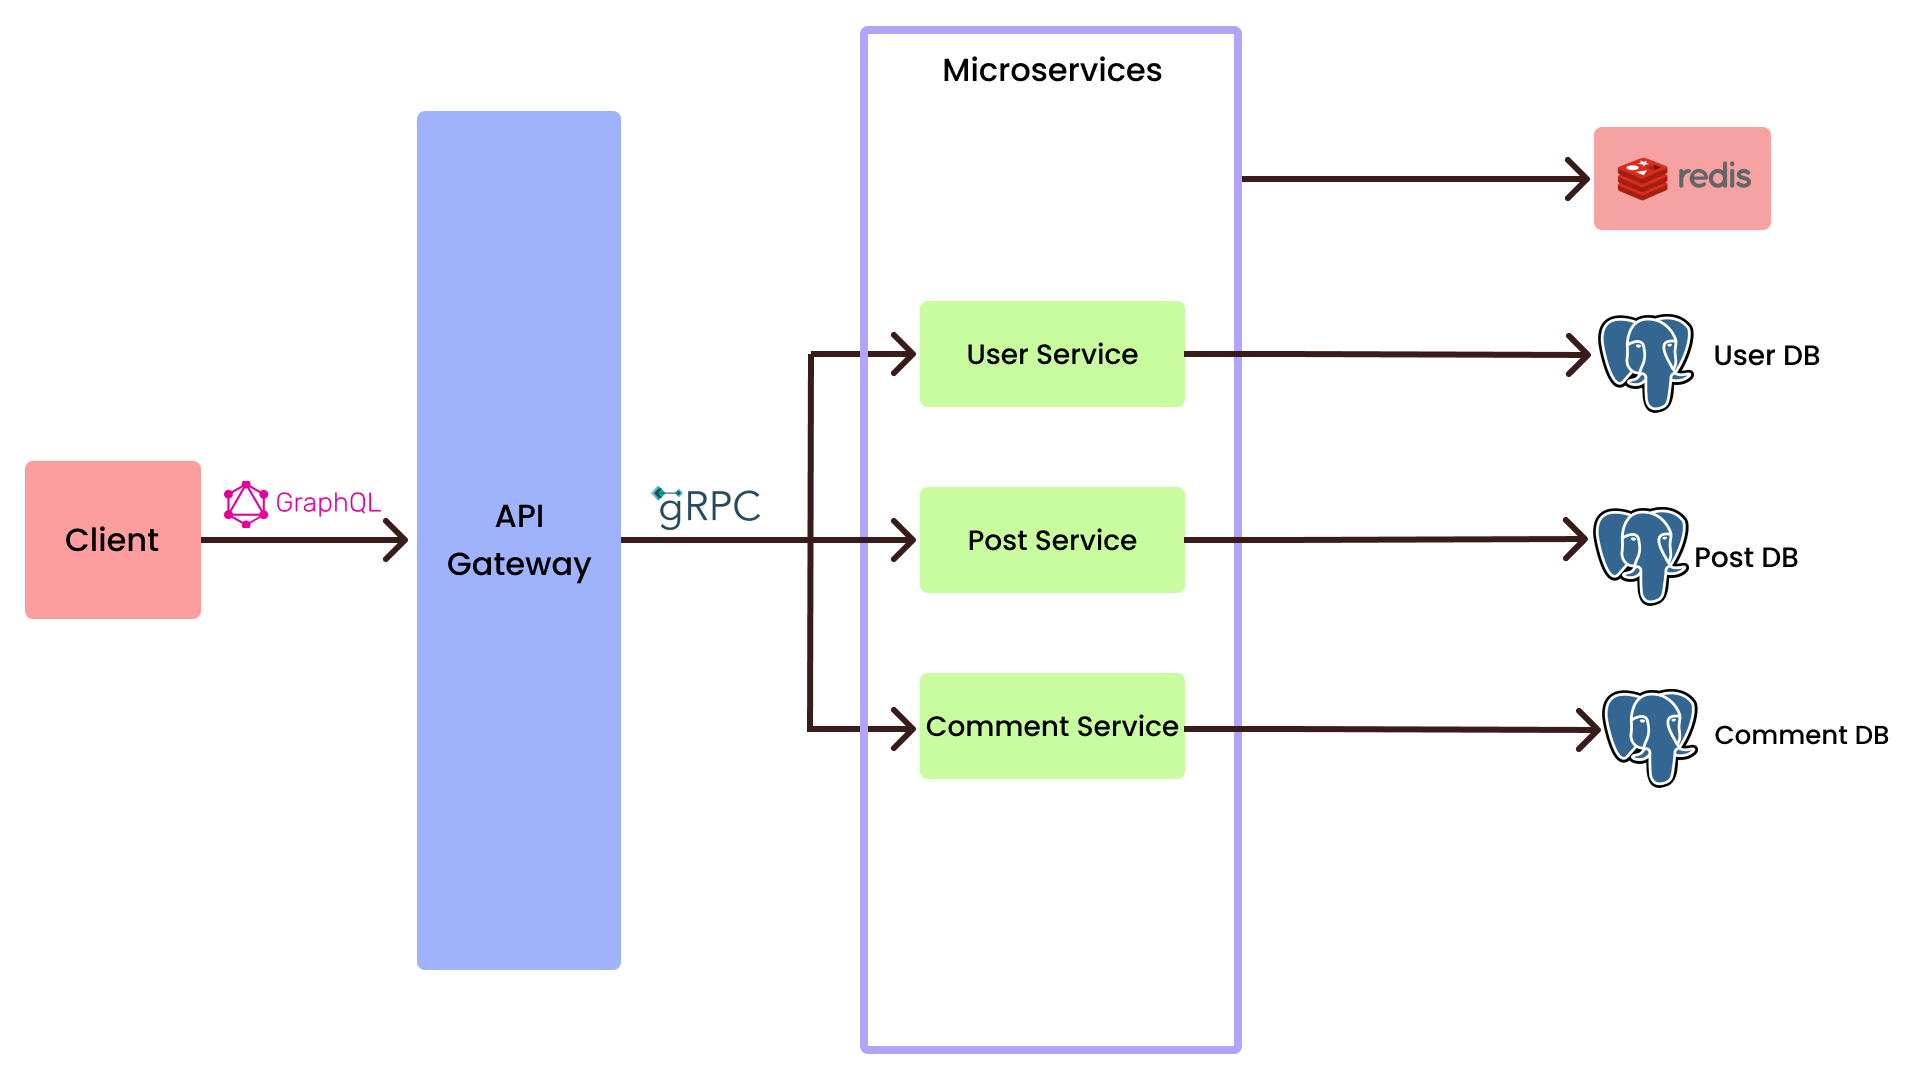 Microservices
redis
User Service
User DB
Client
GraphQL
API
Gateway
gRPC
Post Service
Post DB
Comment Service
Comment DB